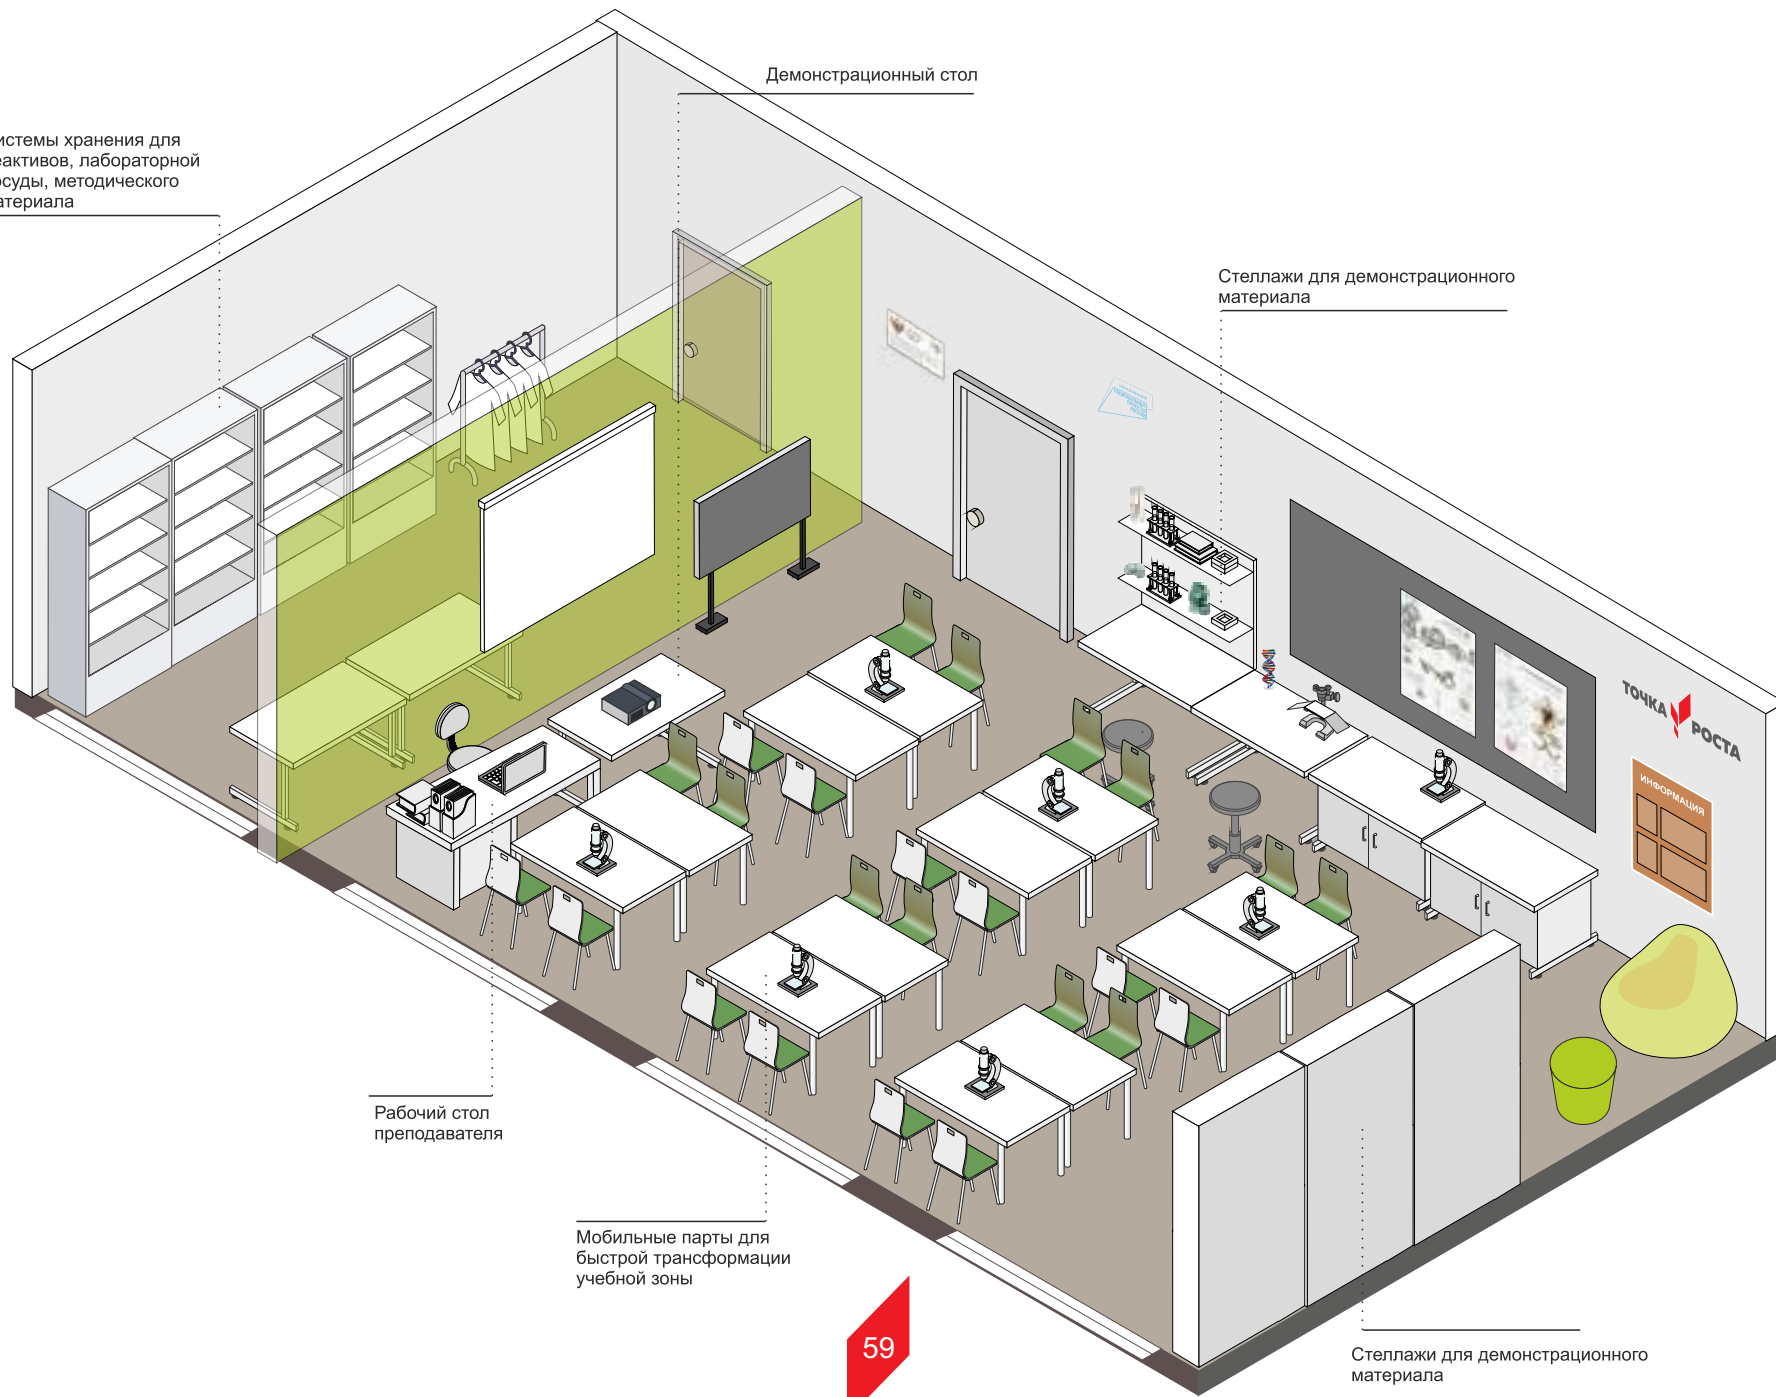 Демонстрационный стол
истемы хранения для
еактивов, лабораторной
осуды, методического
атериала
Стеллажи для демонстрационного
материала
ТОЧКА РОСТА
ИНФОРМАЦИЯ
Рабочий стол
преподавателя
Мобильные парты для
быстрой трансформации
учебной зоны
59
Стеллажи для демонстрационного
материала